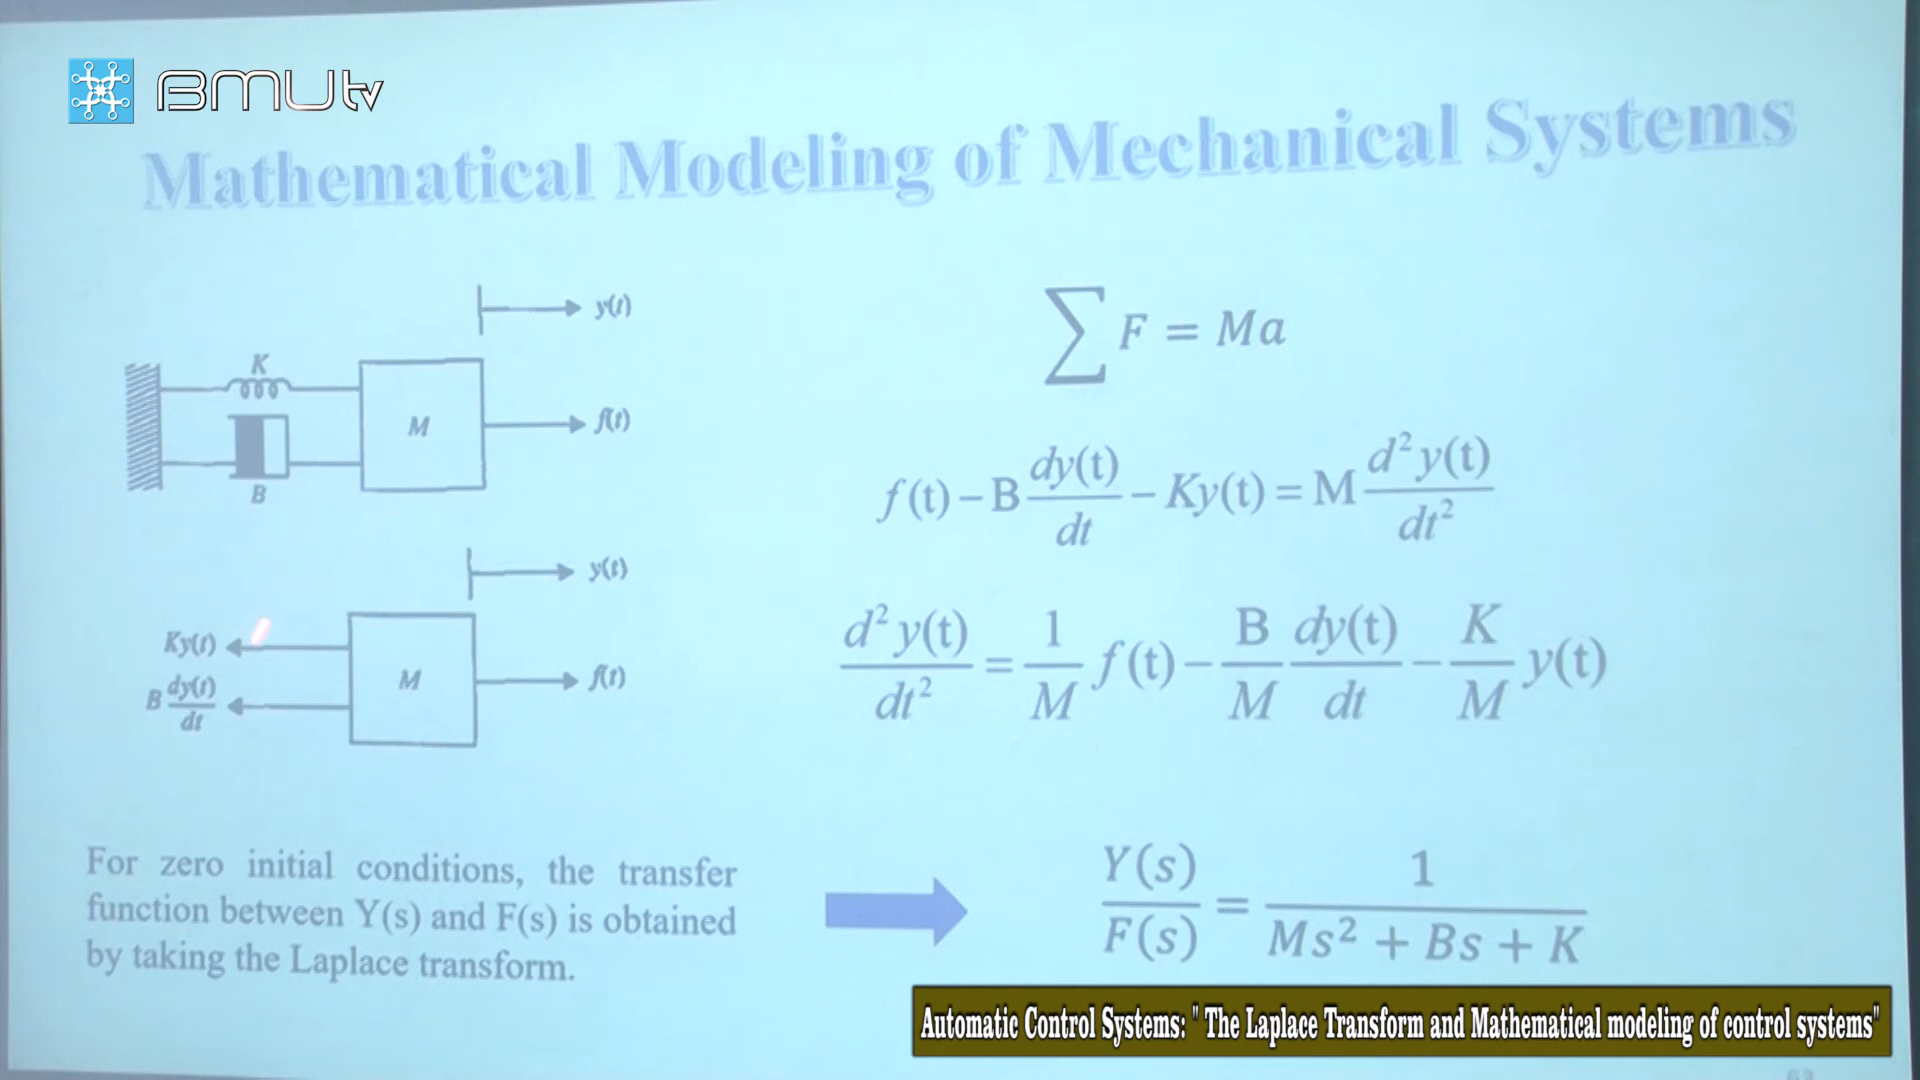 BMUtv
Mathematical Modeling of Mechanical Systems
y(t)
K
M
f(t)
B
y(t)
Ky(t)
B dy(t)/dt
M
f(t)
∑ F = Ma
f(t) − B dy(t)/dt − Ky(t) = M d²y(t)/dt²
d²y(t)/dt² = 1/M f(t) − B/M dy(t)/dt − K/M y(t)
For zero initial conditions, the transfer
function between Y(s) and F(s) is obtained
by taking the Laplace transform.
Y(s)/F(s) = 1/(Ms² + Bs + K)
Automatic Control Systems: " The Laplace Transform and Mathematical modeling of control systems"